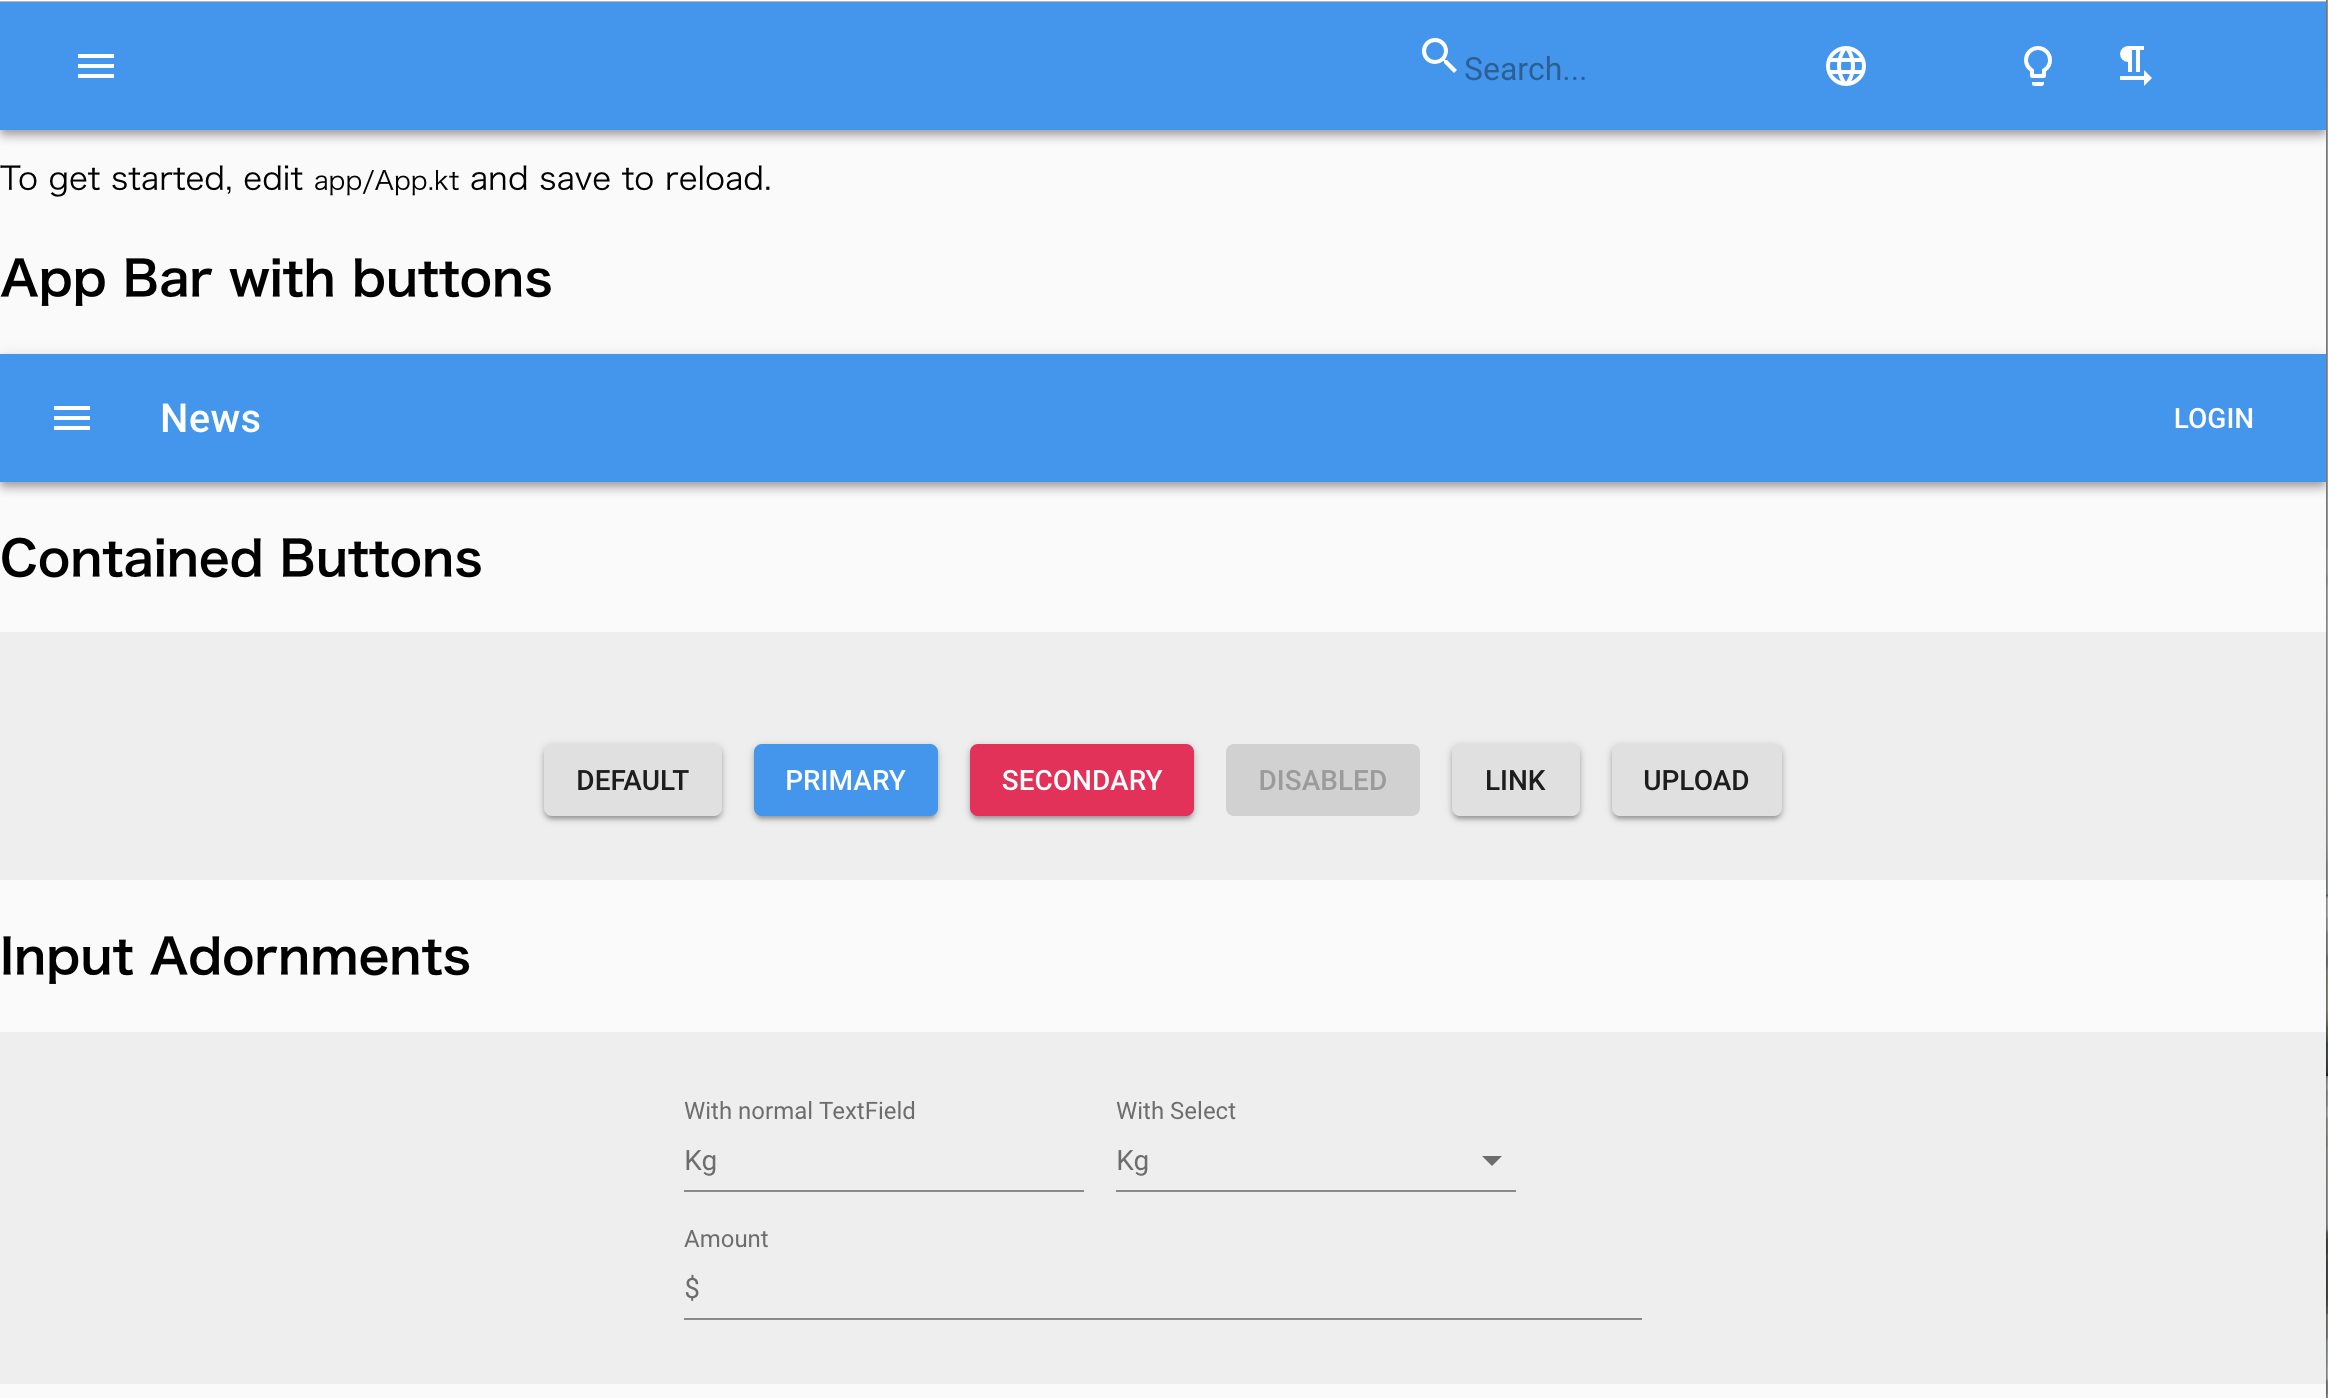 Search...
To get started, edit app/App.kt and save to reload.
App Bar with buttons
News
LOGIN
Contained Buttons
DEFAULT
PRIMARY
SECONDARY
DISABLED
LINK
UPLOAD
Input Adornments
With normal TextField
With Select
Kg
Kg
Amount
$